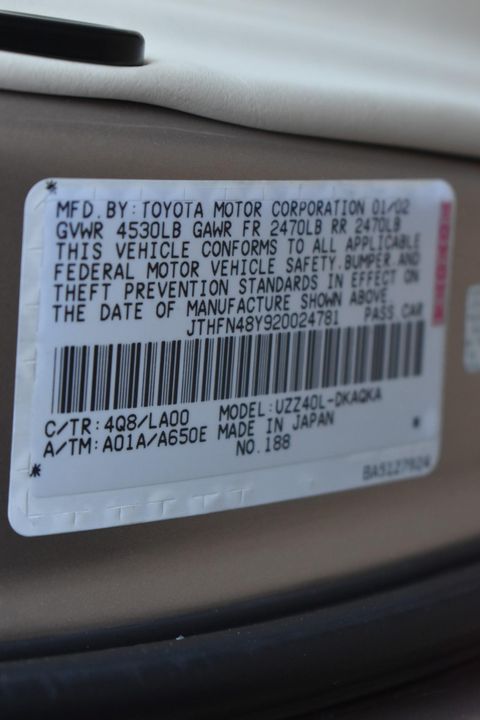 MFD. BY: TOYOTA MOTOR CORPORATION 01/02
GVWR 4530LB GAWR FR 2470LB RR 2470LB
THIS VEHICLE CONFORMS TO ALL APPLICABLE
FEDERAL MOTOR VEHICLE SAFETY, BUMPER AND
THEFT PREVENTION STANDARDS IN EFFECT ON
THE DATE OF MANUFACTURE SHOWN ABOVE.
JTHFN48Y920024781 PASS.CAR
C/TR: 4Q8/LA00 MODEL: UZZ40L-DKAQKA
A/TM: A01A/A650E MADE IN JAPAN
NO.188
BA5127924